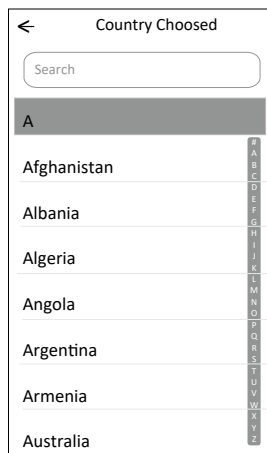 Country Choosed
Search
A
Afghanistan
Albania
Algeria
Angola
Argentina
Armenia
Australia
#
A
B
C
D
E
F
G
H
I
J
K
L
M
N
O
P
Q
R
S
T
U
V
W
X
Y
Z